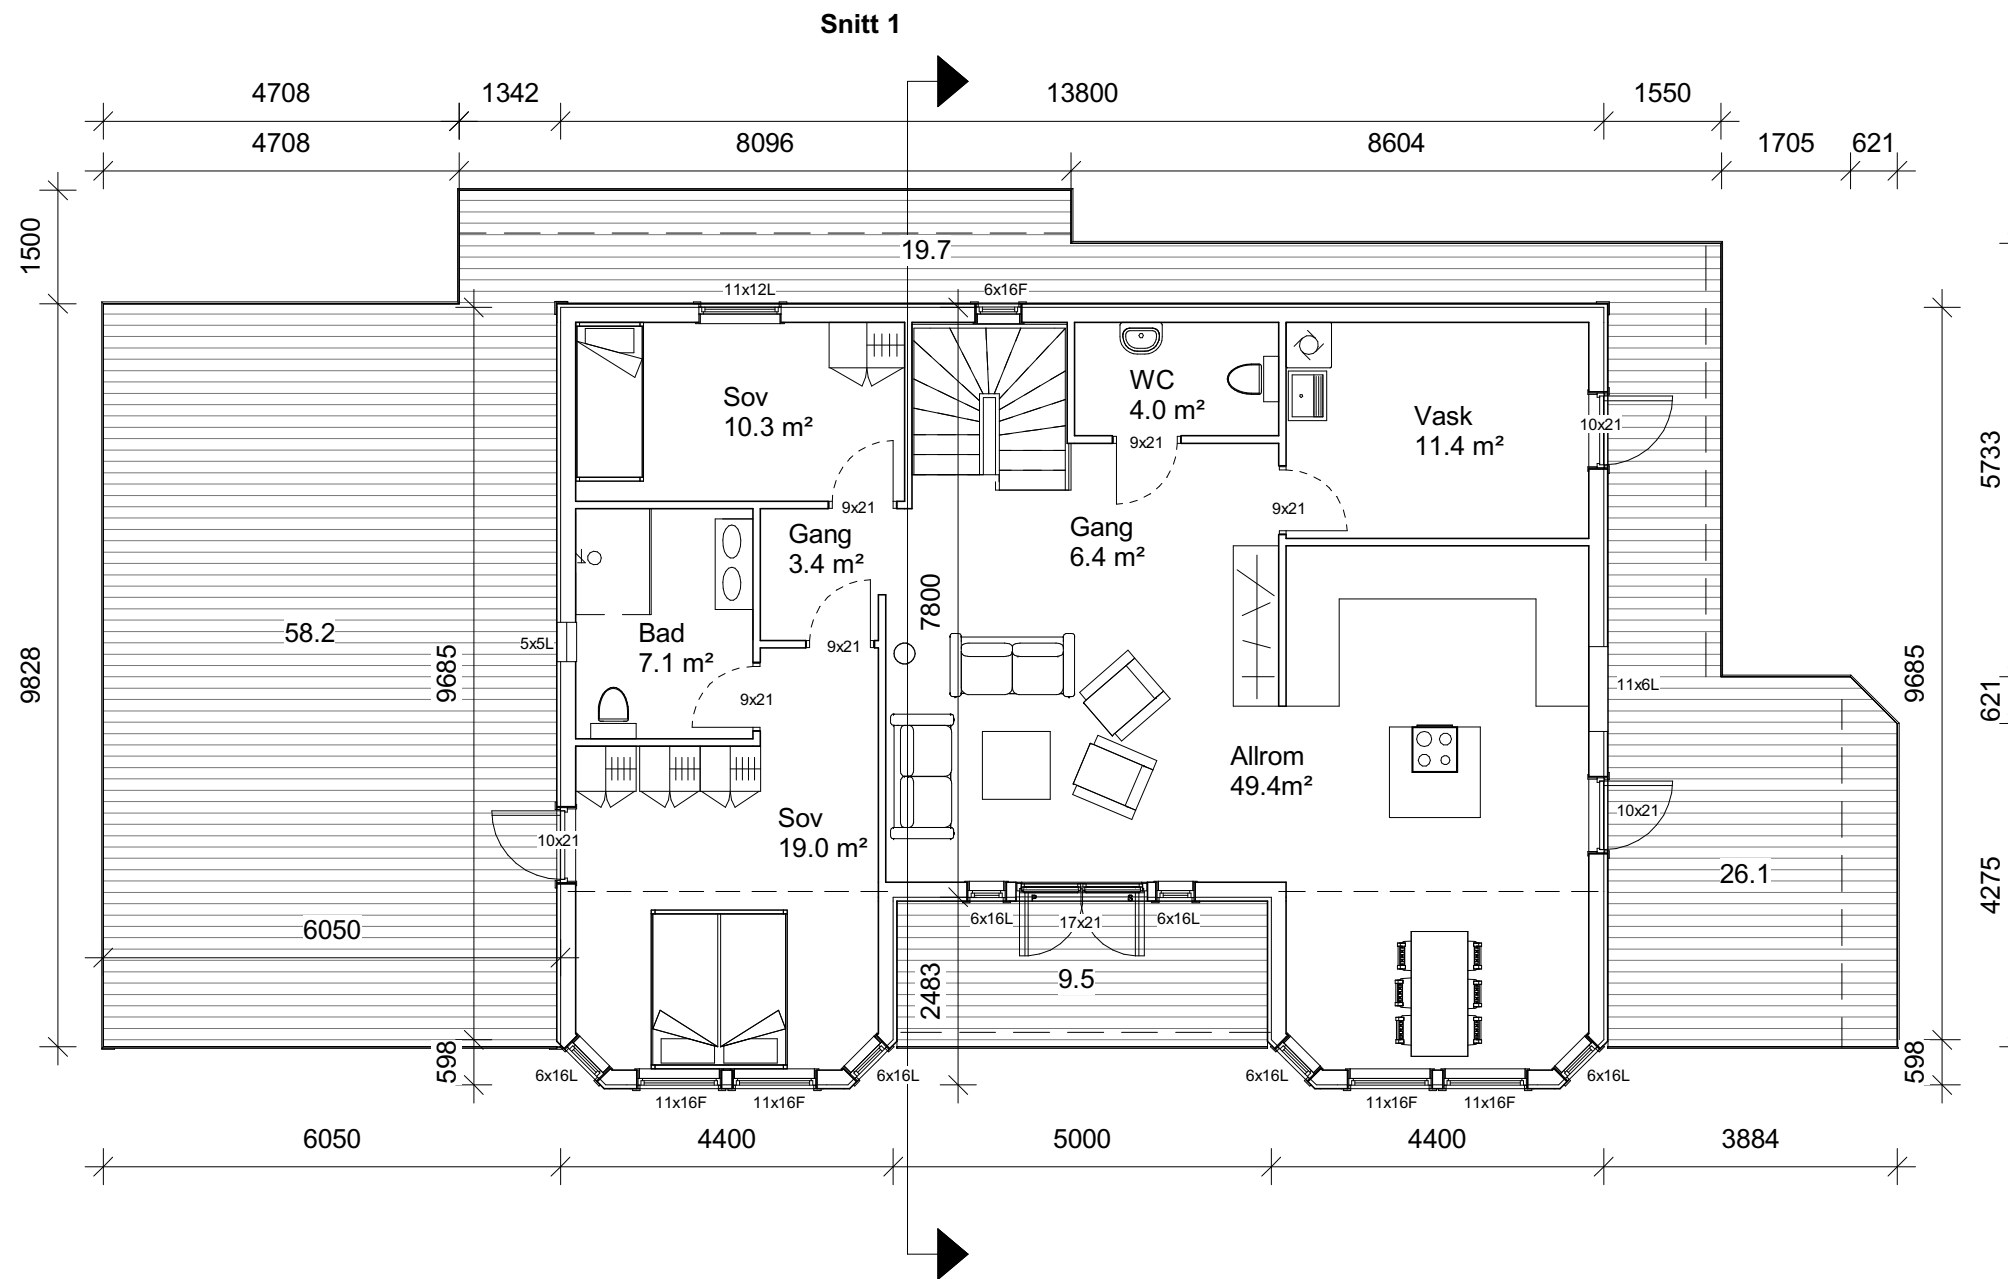 Snitt 1
4708 1342 13800 1550
4708 8096 8604 1705 621
1500
19.7
11x12L 6x16F
Sov
10.3 m²
WC
4.0 m²
9x21
Vask
11.4 m²
10x21
5733
9x21
Gang
3.4 m²
Gang
6.4 m²
9x21
7800
58.2
5x5L
Bad
7.1 m²
9x21
9828
9685
9x21
11x6L
9685
621
Allrom
49.4m²
Sov
19.0 m²
10x21
10x21
26.1
4275
6050
6x16L 17x21 6x16L
9.5
2483
598
6x16L 6x16L 6x16L 6x16L
598
11x16F 11x16F 11x16F 11x16F
6050 4400 5000 4400 3884